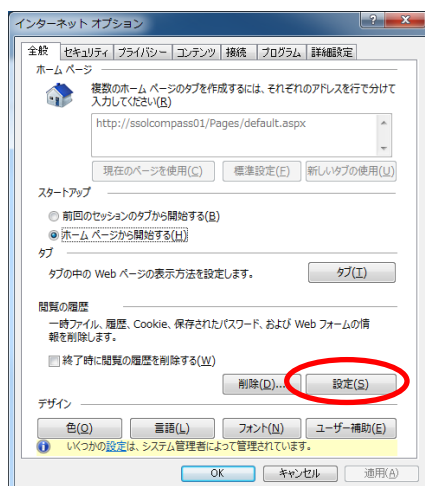 インターネット オプション
全般 セキュリティ プライバシー コンテンツ 接続 プログラム 詳細設定
ホーム ページ
複数のホーム ページのタブを作成するには、それぞれのアドレスを行で分けて
入力してください(R)
http://ssolcompass01/Pages/default.aspx
現在のページを使用(C) 標準設定(F) 新しいタブの使用(U)
スタートアップ
前回のセッションのタブから開始する(B)
ホーム ページから開始する(H)
タブ
タブの中の Web ページの表示方法を設定します。 タブ(T)
閲覧の履歴
一時ファイル、履歴、Cookie、保存されたパスワード、および Web フォームの情
報を削除します。
終了時に閲覧の履歴を削除する(W)
削除(D)... 設定(S)
デザイン
色(O) 言語(L) フォント(N) ユーザー補助(E)
いくつかの設定は、システム管理者によって管理されています。
OK キャンセル 適用(A)